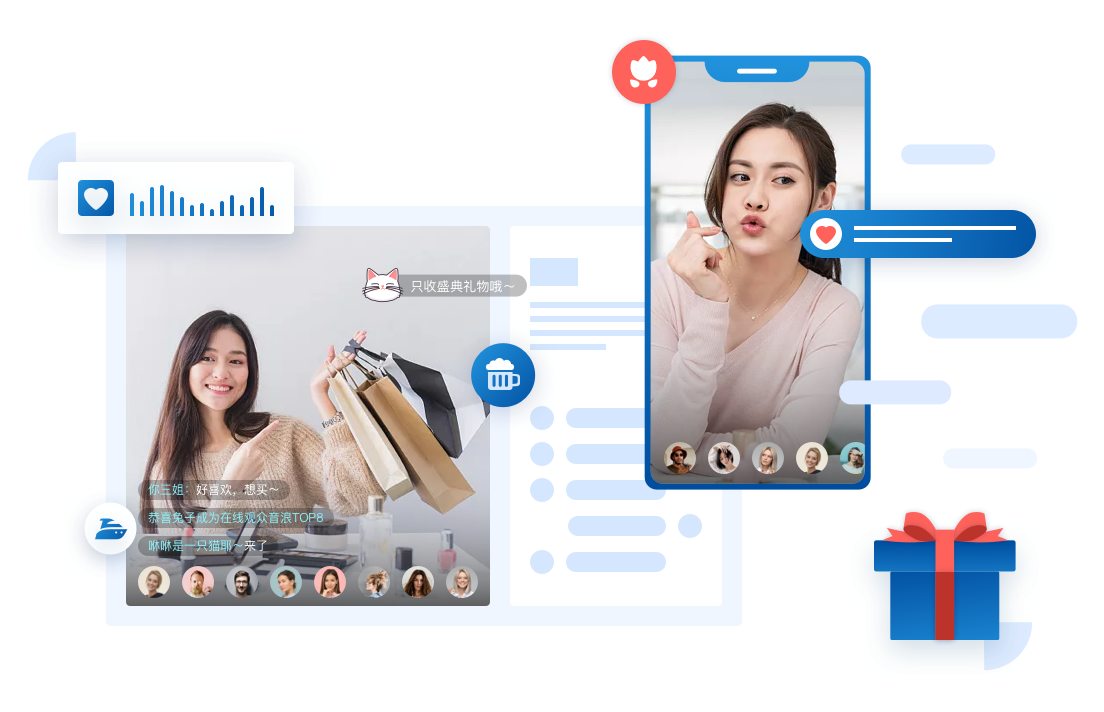 只收盛典礼物哦～
你三姐：好喜欢，想买～
恭喜兔子成为在线观众音浪TOP8
咻咻是一只猫耶～来了